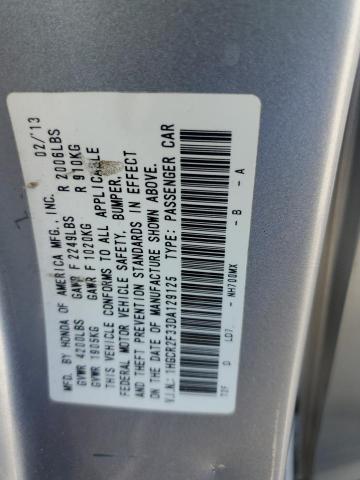 MFD. BY HONDA OF AMERICA MFG., INC. 02/'13
GVWR 4200LBS GAWR F 2249LBS R 2006LBS
GVWR 1905KG GAWR F 1020KG R 910KG
THIS VEHICLE CONFORMS TO ALL APPLICABLE
FEDERAL MOTOR VEHICLE SAFETY, BUMPER,
AND THEFT PREVENTION STANDARDS IN EFFECT
ON THE DATE OF MANUFACTURE SHOWN ABOVE.
V.I.N.: 1HGCR2F33DA129125 TYPE: PASSENGER CAR
D LD7 - NH700MX - B - A